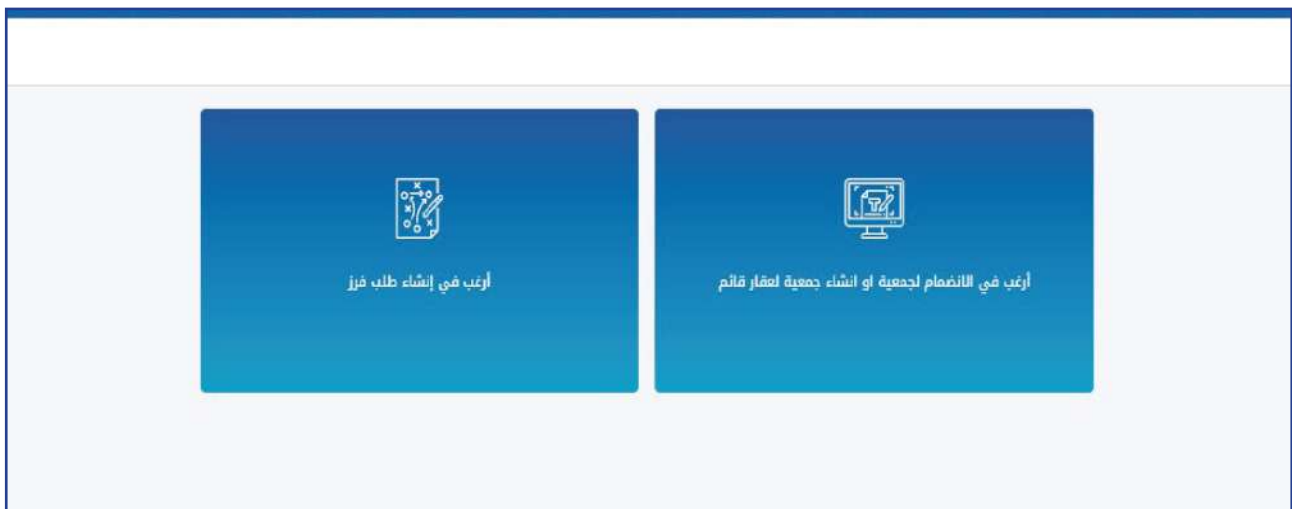 أرغب في الانضمام لجمعية او انشاء جمعية لعقار قائم
أرغب في إنشاء طلب فرز